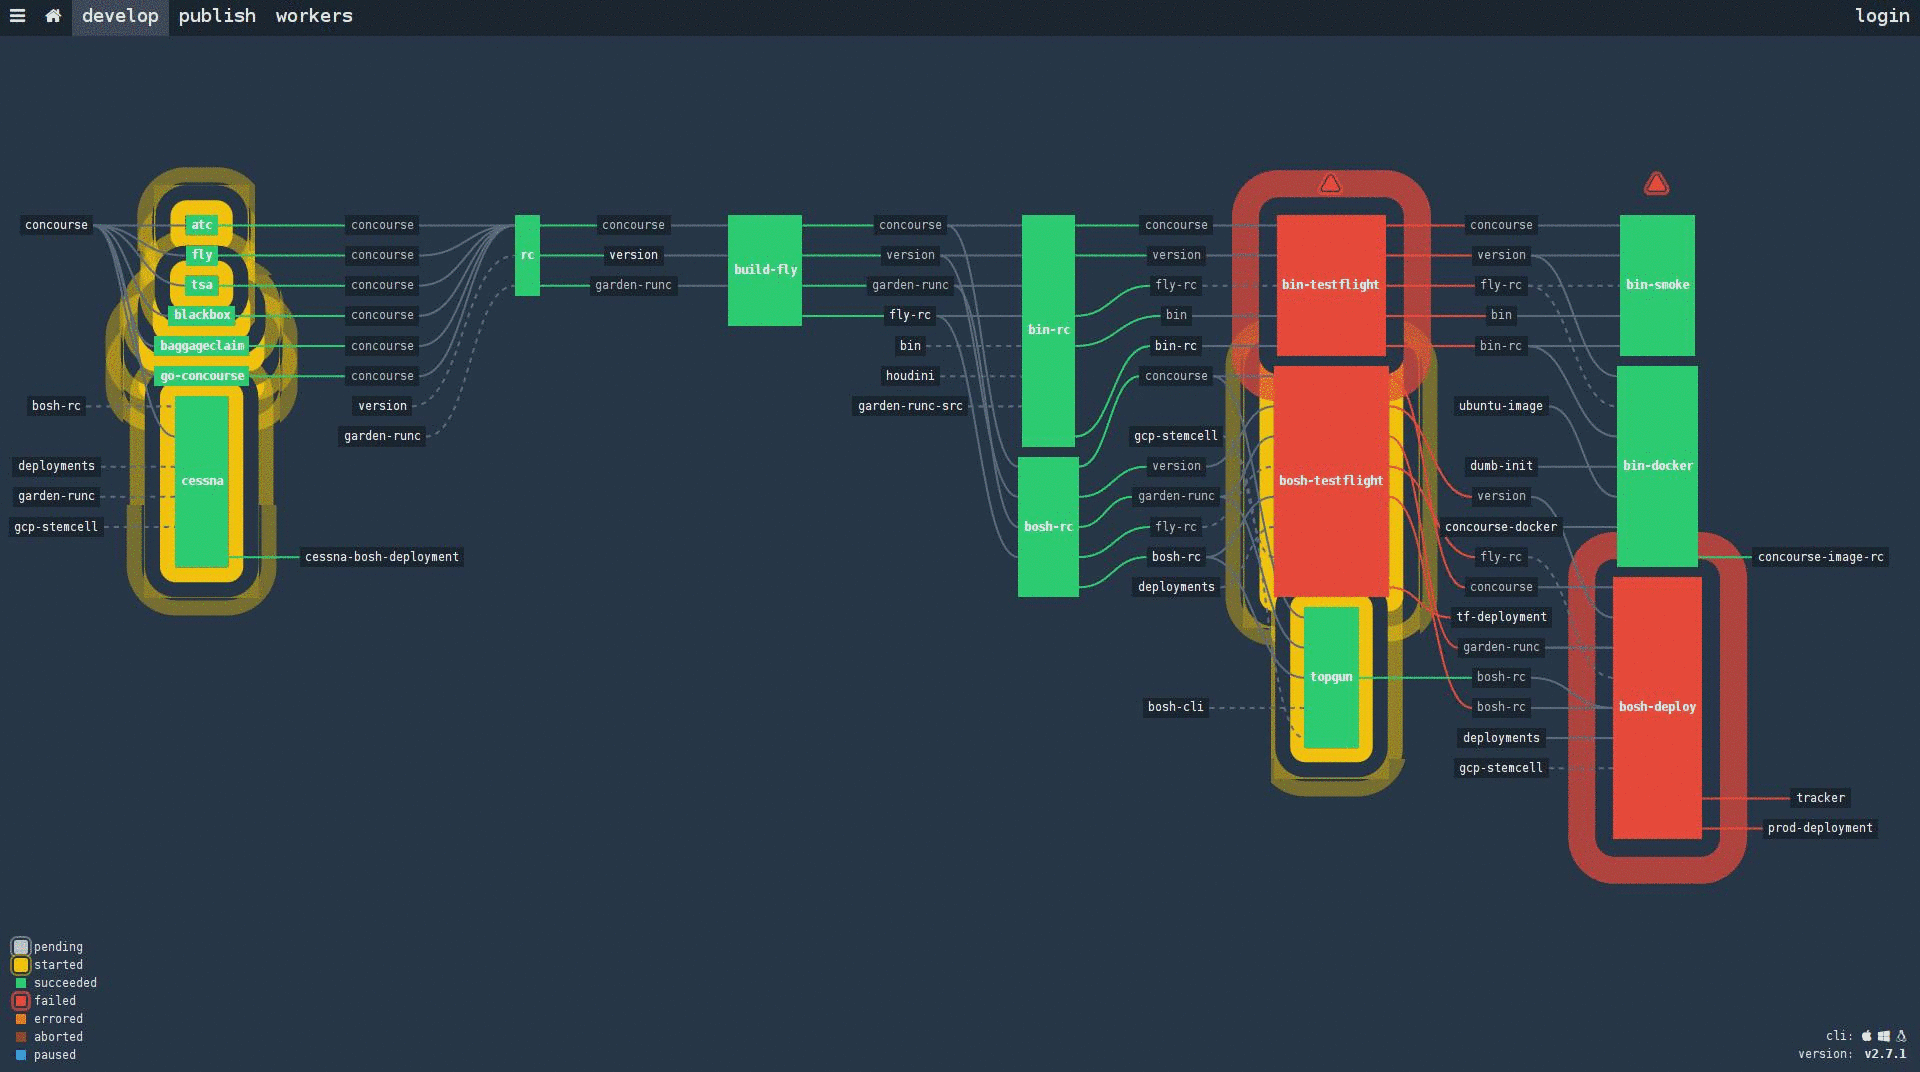 develop publish workers login
concourse
atc
fly
tsa
blackbox
baggageclaim
go-concourse
bosh-rc
deployments
garden-runc
gcp-stemcell
cessna
cessna-bosh-deployment
concourse
concourse
concourse
concourse
concourse
concourse
version
garden-runc
rc
concourse
version
garden-runc
build-fly
concourse
version
garden-runc
fly-rc
bin
houdini
garden-runc-src
bin-rc
bosh-rc
concourse
version
fly-rc
bin
bin-rc
concourse
gcp-stemcell
version
garden-runc
fly-rc
bosh-rc
deployments
bosh-cli
bin-testflight
bosh-testflight
topgun
concourse
version
fly-rc
bin
bin-rc
ubuntu-image
dumb-init
version
concourse-docker
fly-rc
concourse
tf-deployment
garden-runc
bosh-rc
bosh-rc
deployments
gcp-stemcell
bin-smoke
bin-docker
bosh-deploy
concourse-image-rc
tracker
prod-deployment
pending
started
succeeded
failed
errored
aborted
paused
cli:
version: v2.7.1